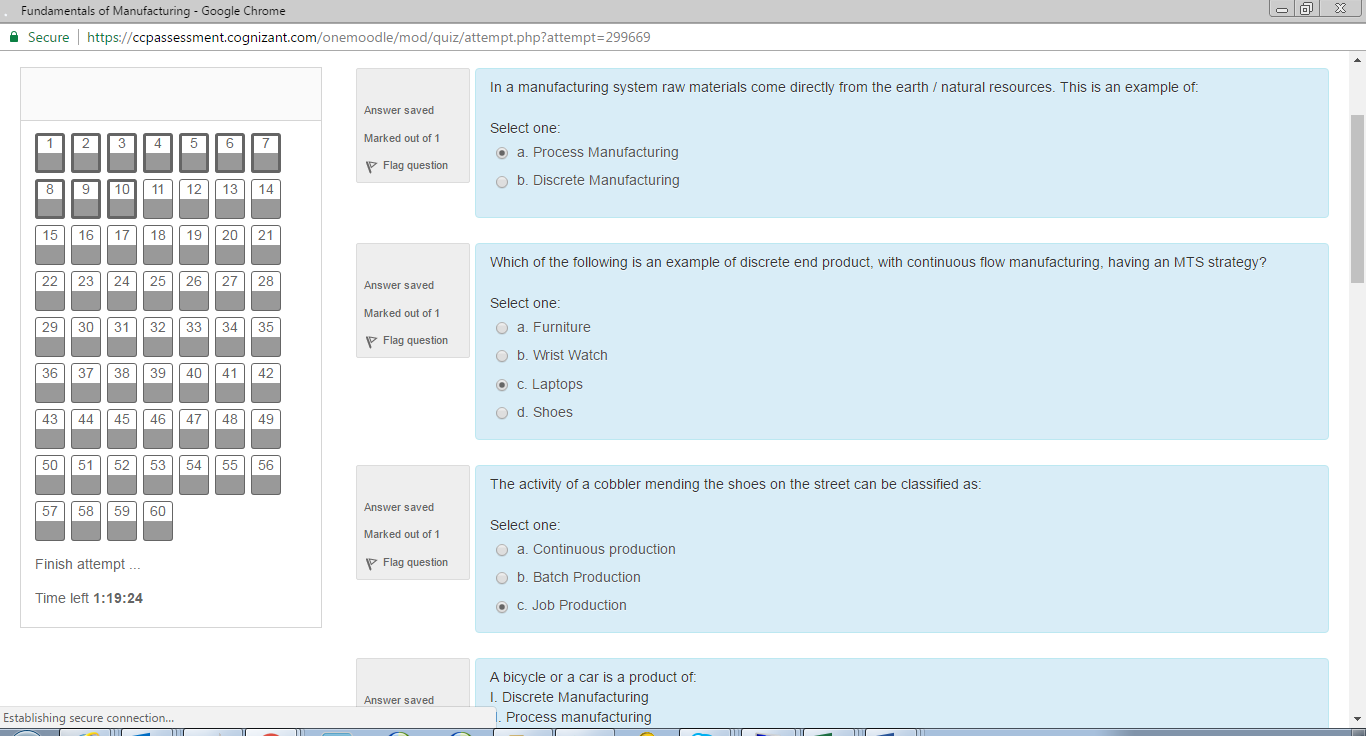 Fundamentals of Manufacturing - Google Chrome
Secure https://ccpassessment.cognizant.com/onemoodle/mod/quiz/attempt.php?attempt=299669
1 2 3 4 5 6 7
8 9 10 11 12 13 14
15 16 17 18 19 20 21
22 23 24 25 26 27 28
29 30 31 32 33 34 35
36 37 38 39 40 41 42
43 44 45 46 47 48 49
50 51 52 53 54 55 56
57 58 59 60
Finish attempt ...
Time left 1:19:24
Answer saved
Marked out of 1
Flag question
In a manufacturing system raw materials come directly from the earth / natural resources. This is an example of:
Select one:
a. Process Manufacturing
b. Discrete Manufacturing
Answer saved
Marked out of 1
Flag question
Which of the following is an example of discrete end product, with continuous flow manufacturing, having an MTS strategy?
Select one:
a. Furniture
b. Wrist Watch
c. Laptops
d. Shoes
Answer saved
Marked out of 1
Flag question
The activity of a cobbler mending the shoes on the street can be classified as:
Select one:
a. Continuous production
b. Batch Production
c. Job Production
Answer saved
A bicycle or a car is a product of:
I. Discrete Manufacturing
. Process manufacturing
Establishing secure connection...